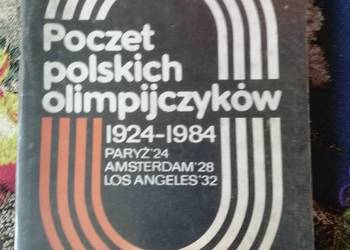 Poczet
polskich
olimpijczyków
1924-1984
PARYŻ'24
AMSTERDAM'28
LOS ANGELES'32